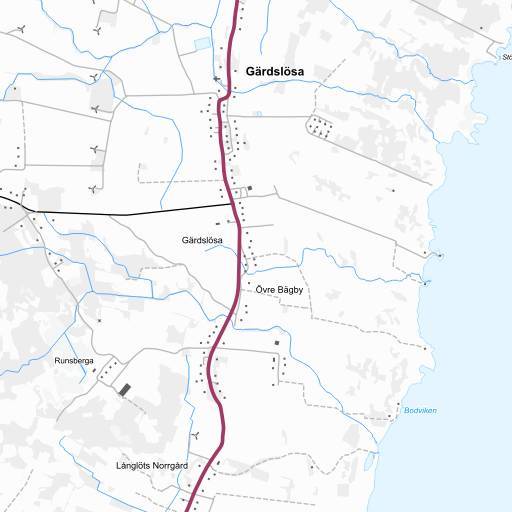 Gärdslösa
Gärdslösa
Övre Bägby
Runsberga
Bodviken
Långlöts Norrgård